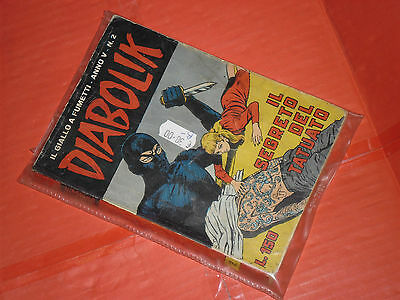 IL GIALLO A FUMETTI - ANNO V - N. 2
DIABOLIK
IL
SEGRETO
DEL
TATUATO
L. 150